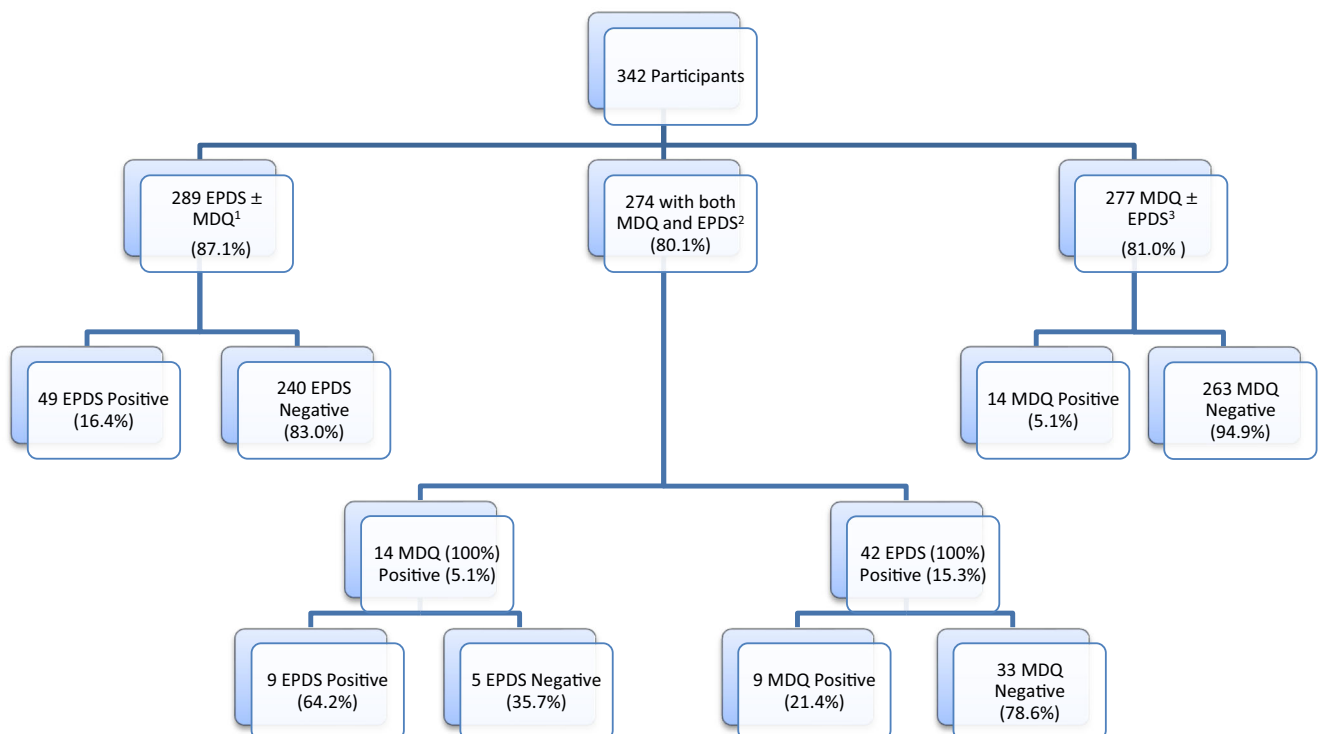 342 Participants
289 EPDS ±
MDQ¹
(87.1%)
274 with both
MDQ and EPDS²
(80.1%)
277 MDQ ±
EPDS³
(81.0% )
49 EPDS Positive
(16.4%)
240 EPDS
Negative
(83.0%)
14 MDQ Positive
(5.1%)
263 MDQ
Negative
(94.9%)
14 MDQ (100%)
Positive (5.1%)
42 EPDS (100%)
Positive (15.3%)
9 EPDS Positive
(64.2%)
5 EPDS Negative
(35.7%)
9 MDQ Positive
(21.4%)
33 MDQ
Negative
(78.6%)